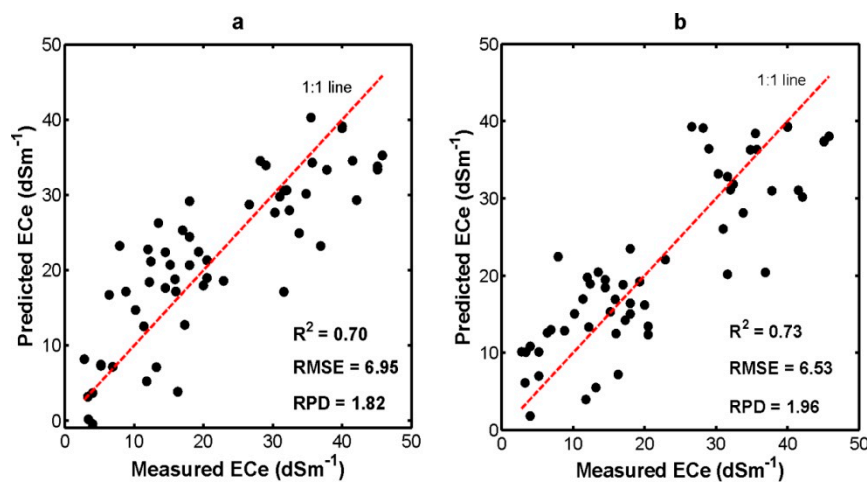 a
50
40
30
20
10
0
Predicted ECe (dSm⁻¹)
1:1 line
R² = 0.70
RMSE = 6.95
RPD = 1.82
0 10 20 30 40 50
Measured ECe (dSm⁻¹)
b
50
40
30
20
10
0
Predicted ECe (dSm⁻¹)
1:1 line
R² = 0.73
RMSE = 6.53
RPD = 1.96
0 10 20 30 40 50
Measured ECe (dSm⁻¹)